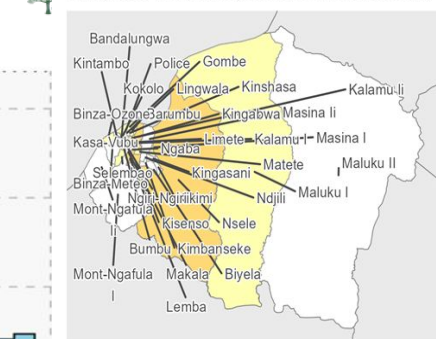 Bandalungwa
Kintambo
Police
Gombe
Kokolo
Lingwala
Kinshasa
Kalamu Ii
Binza-Ozone
Barumbu
Kingabwa
Masina Ii
Kasa-Vubu
Limete
Kalamu I
Masina I
Ngaba
Matete
Maluku II
Selembao
Kingasani
Binza-Meteo
Maluku I
Ngiri-Ngiri
Kikimi
Ndjili
Mont-Ngafula
Ii
Kisenso
Nsele
Bumbu
Kimbanseke
Mont-Ngafula
I
Makala
Biyela
Lemba